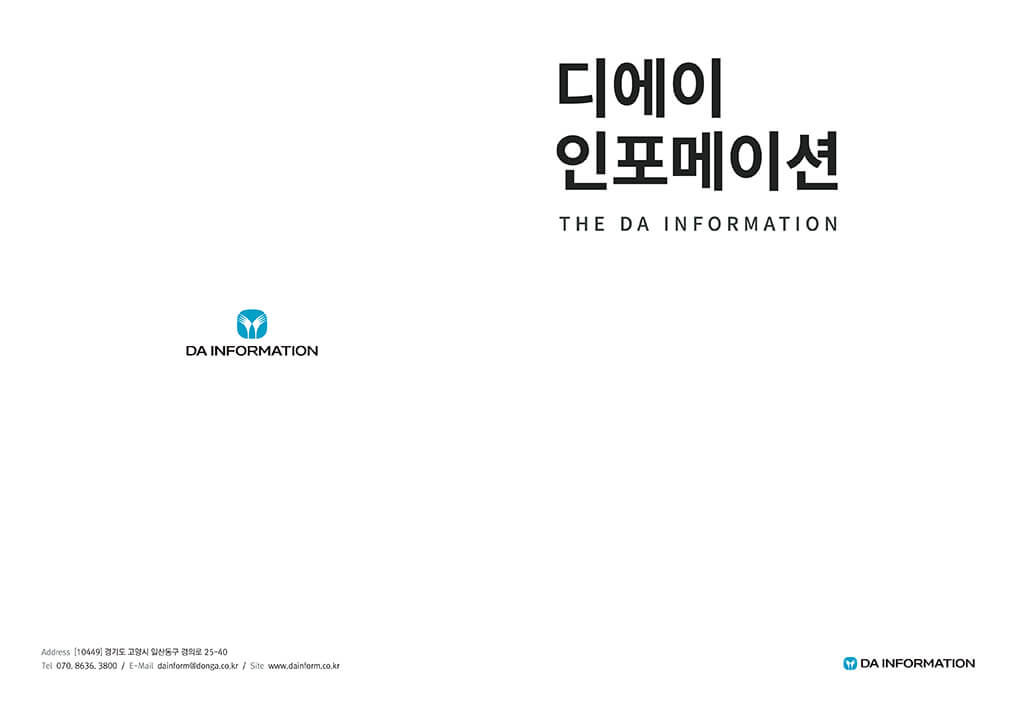 디에이
인포메이션
THE DA INFORMATION
DA INFORMATION
Address [10449] 경기도 고양시 일산동구 경의로 25-40
Tel 070. 8636. 3800 / E-Mail dainform@donga.co.kr / Site www.dainform.co.kr
DA INFORMATION